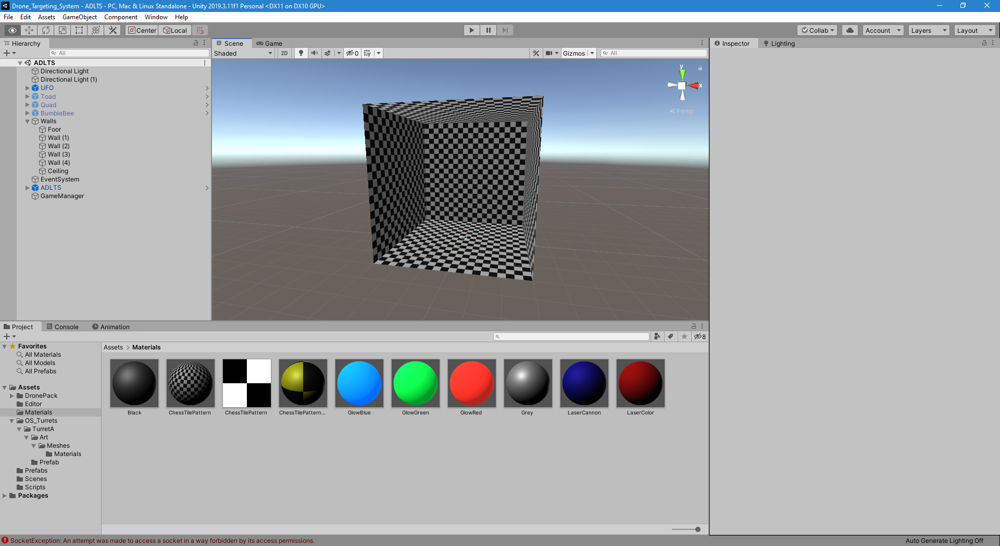 Drone_Targeting_System - ADLTS - PC, Mac & Linux Standalone - Unity 2019.3.11f1 Personal <DX11 on DX10 GPU>
File Edit Assets GameObject Component Window Help
Center Local Collab Account Layers Layout
Hierarchy
All
ADLTS
Directional Light
Directional Light (1)
UFO
Toad
Quad
BumbleBee
Walls
Foor
Wall (1)
Wall (2)
Wall (3)
Wall (4)
Ceiling
EventSystem
ADLTS
GameManager
Scene Game
Shaded 2D 0 Gizmos All
y
x
Persp
Inspector Lighting
Project Console Animation
8
Favorites
All Materials
All Models
All Prefabs
Assets
DronePack
Editor
Materials
OS_Turrets
TurretA
Art
Meshes
Materials
Prefab
Prefabs
Scenes
Scripts
Packages
Assets > Materials
Black ChessTilePattern ChessTilePattern ChessTilePattern... GlowBlue GlowGreen GlowRed Grey LaserCannon LaserColor
SocketException: An attempt was made to access a socket in a way forbidden by its access permissions.
Auto Generate Lighting Off